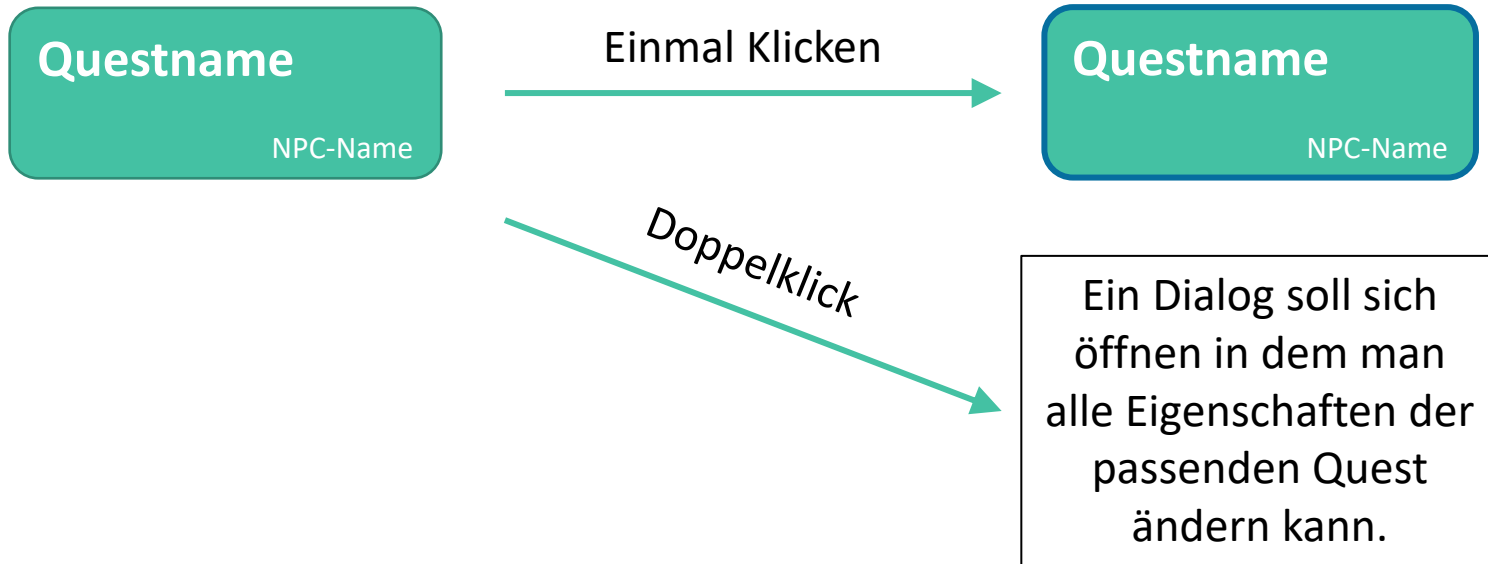 Questname
NPC-Name
Einmal Klicken
Questname
NPC-Name
Doppelklick
Ein Dialog soll sich
öffnen in dem man
alle Eigenschaften der
passenden Quest
ändern kann.